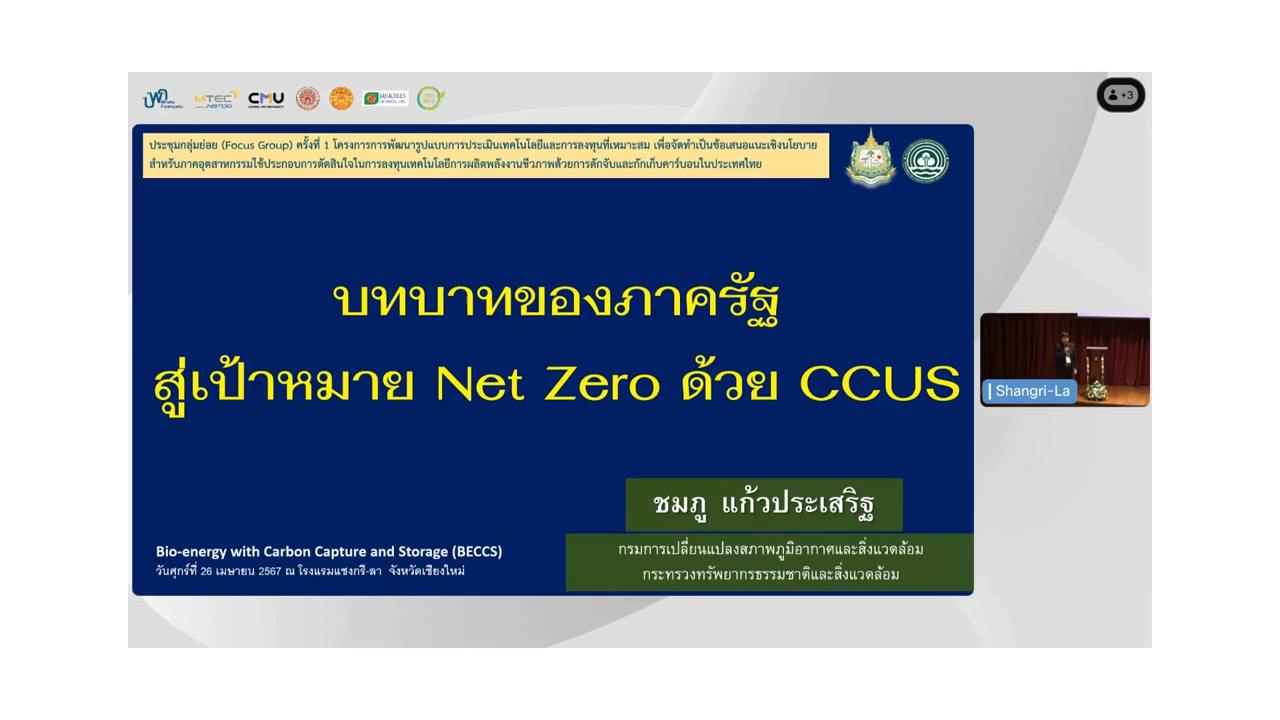 MTEC
NSTDA
CMU
+3
ประชุมกลุ่มย่อย (Focus Group) ครั้งที่ 1 โครงการการพัฒนารูปแบบการประเมินเทคโนโลยีและการลงทุนที่เหมาะสม เพื่อจัดทำเป็นข้อเสนอแนะเชิงนโยบาย
สำหรับภาคอุตสาหกรรมใช้ประกอบการตัดสินใจในการลงทุนเทคโนโลยีการผลิตพลังงานชีวภาพด้วยการดักจับและกักเก็บคาร์บอนในประเทศไทย
บทบาทของภาครัฐ
สู่เป้าหมาย Net Zero ด้วย CCUS
Shangri-La
ชมภู แก้วประเสริฐ
กรมการเปลี่ยนแปลงสภาพภูมิอากาศและสิ่งแวดล้อม
กระทรวงทรัพยากรธรรมชาติและสิ่งแวดล้อม
Bio-energy with Carbon Capture and Storage (BECCS)
วันศุกร์ที่ 26 เมษายน 2567 ณ โรงแรมแชงกรี-ลา จังหวัดเชียงใหม่